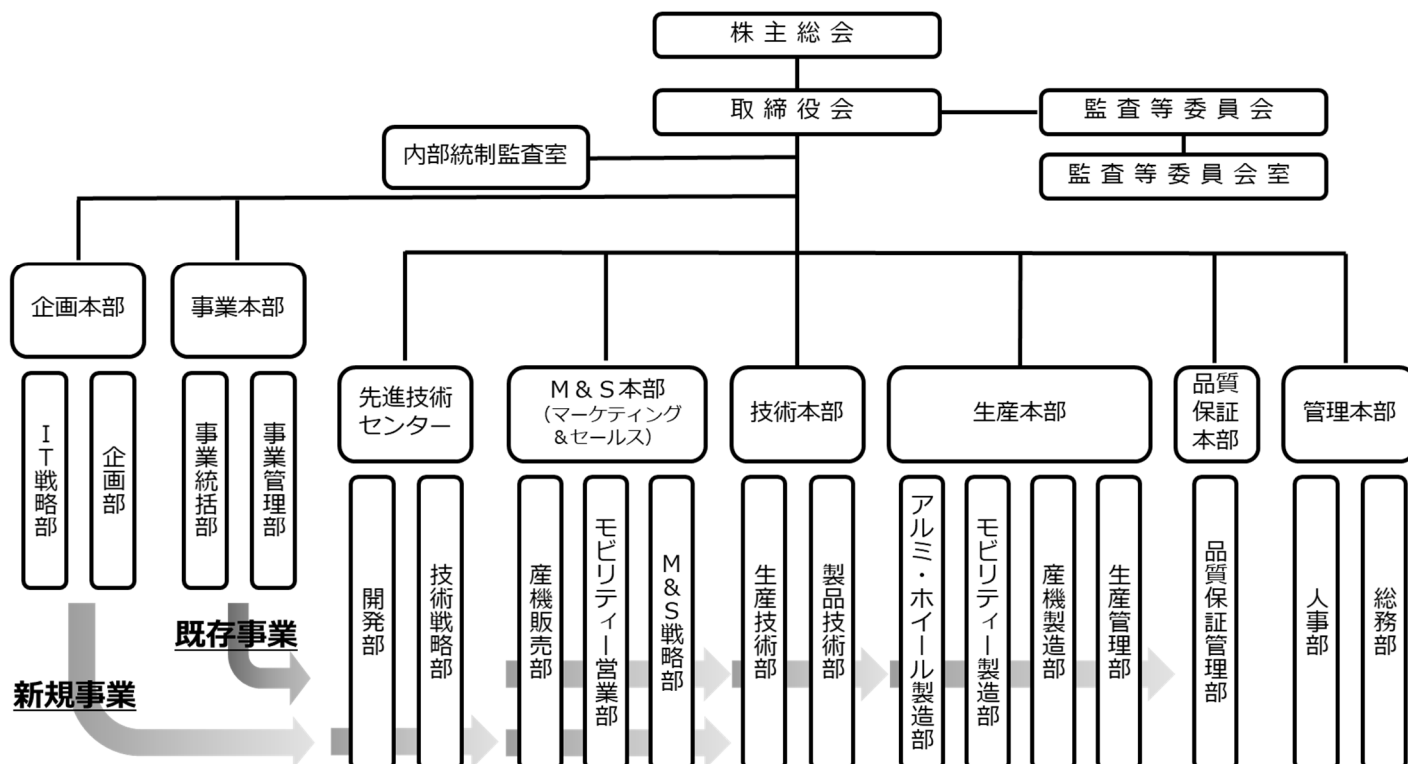 株主総会
取締役会
監査等委員会
内部統制監査室
監査等委員会室
企画本部
事業本部
先進技術
センター
M&S本部
（マーケティング
&セールス）
技術本部
生産本部
品質
保証
本部
管理本部
IT戦略部
企画部
事業統括部
事業管理部
開発部
技術戦略部
産機販売部
モビリティー営業部
M&S戦略部
生産技術部
製品技術部
アルミ・ホイール製造部
モビリティー製造部
産機製造部
生産管理部
品質保証管理部
人事部
総務部
既存事業
新規事業